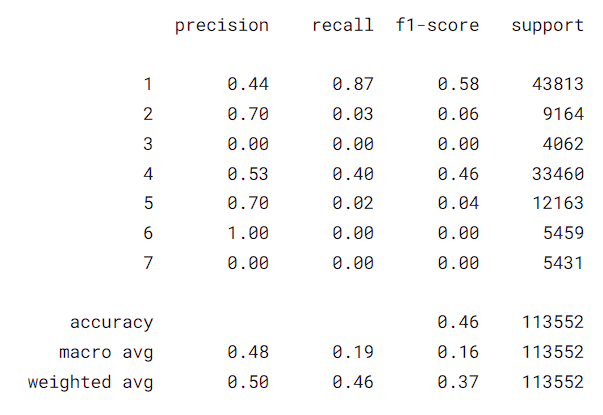 precision recall f1-score support
1 0.44 0.87 0.58 43813
2 0.70 0.03 0.06 9164
3 0.00 0.00 0.00 4062
4 0.53 0.40 0.46 33460
5 0.70 0.02 0.04 12163
6 1.00 0.00 0.00 5459
7 0.00 0.00 0.00 5431
accuracy 0.46 113552
macro avg 0.48 0.19 0.16 113552
weighted avg 0.50 0.46 0.37 113552